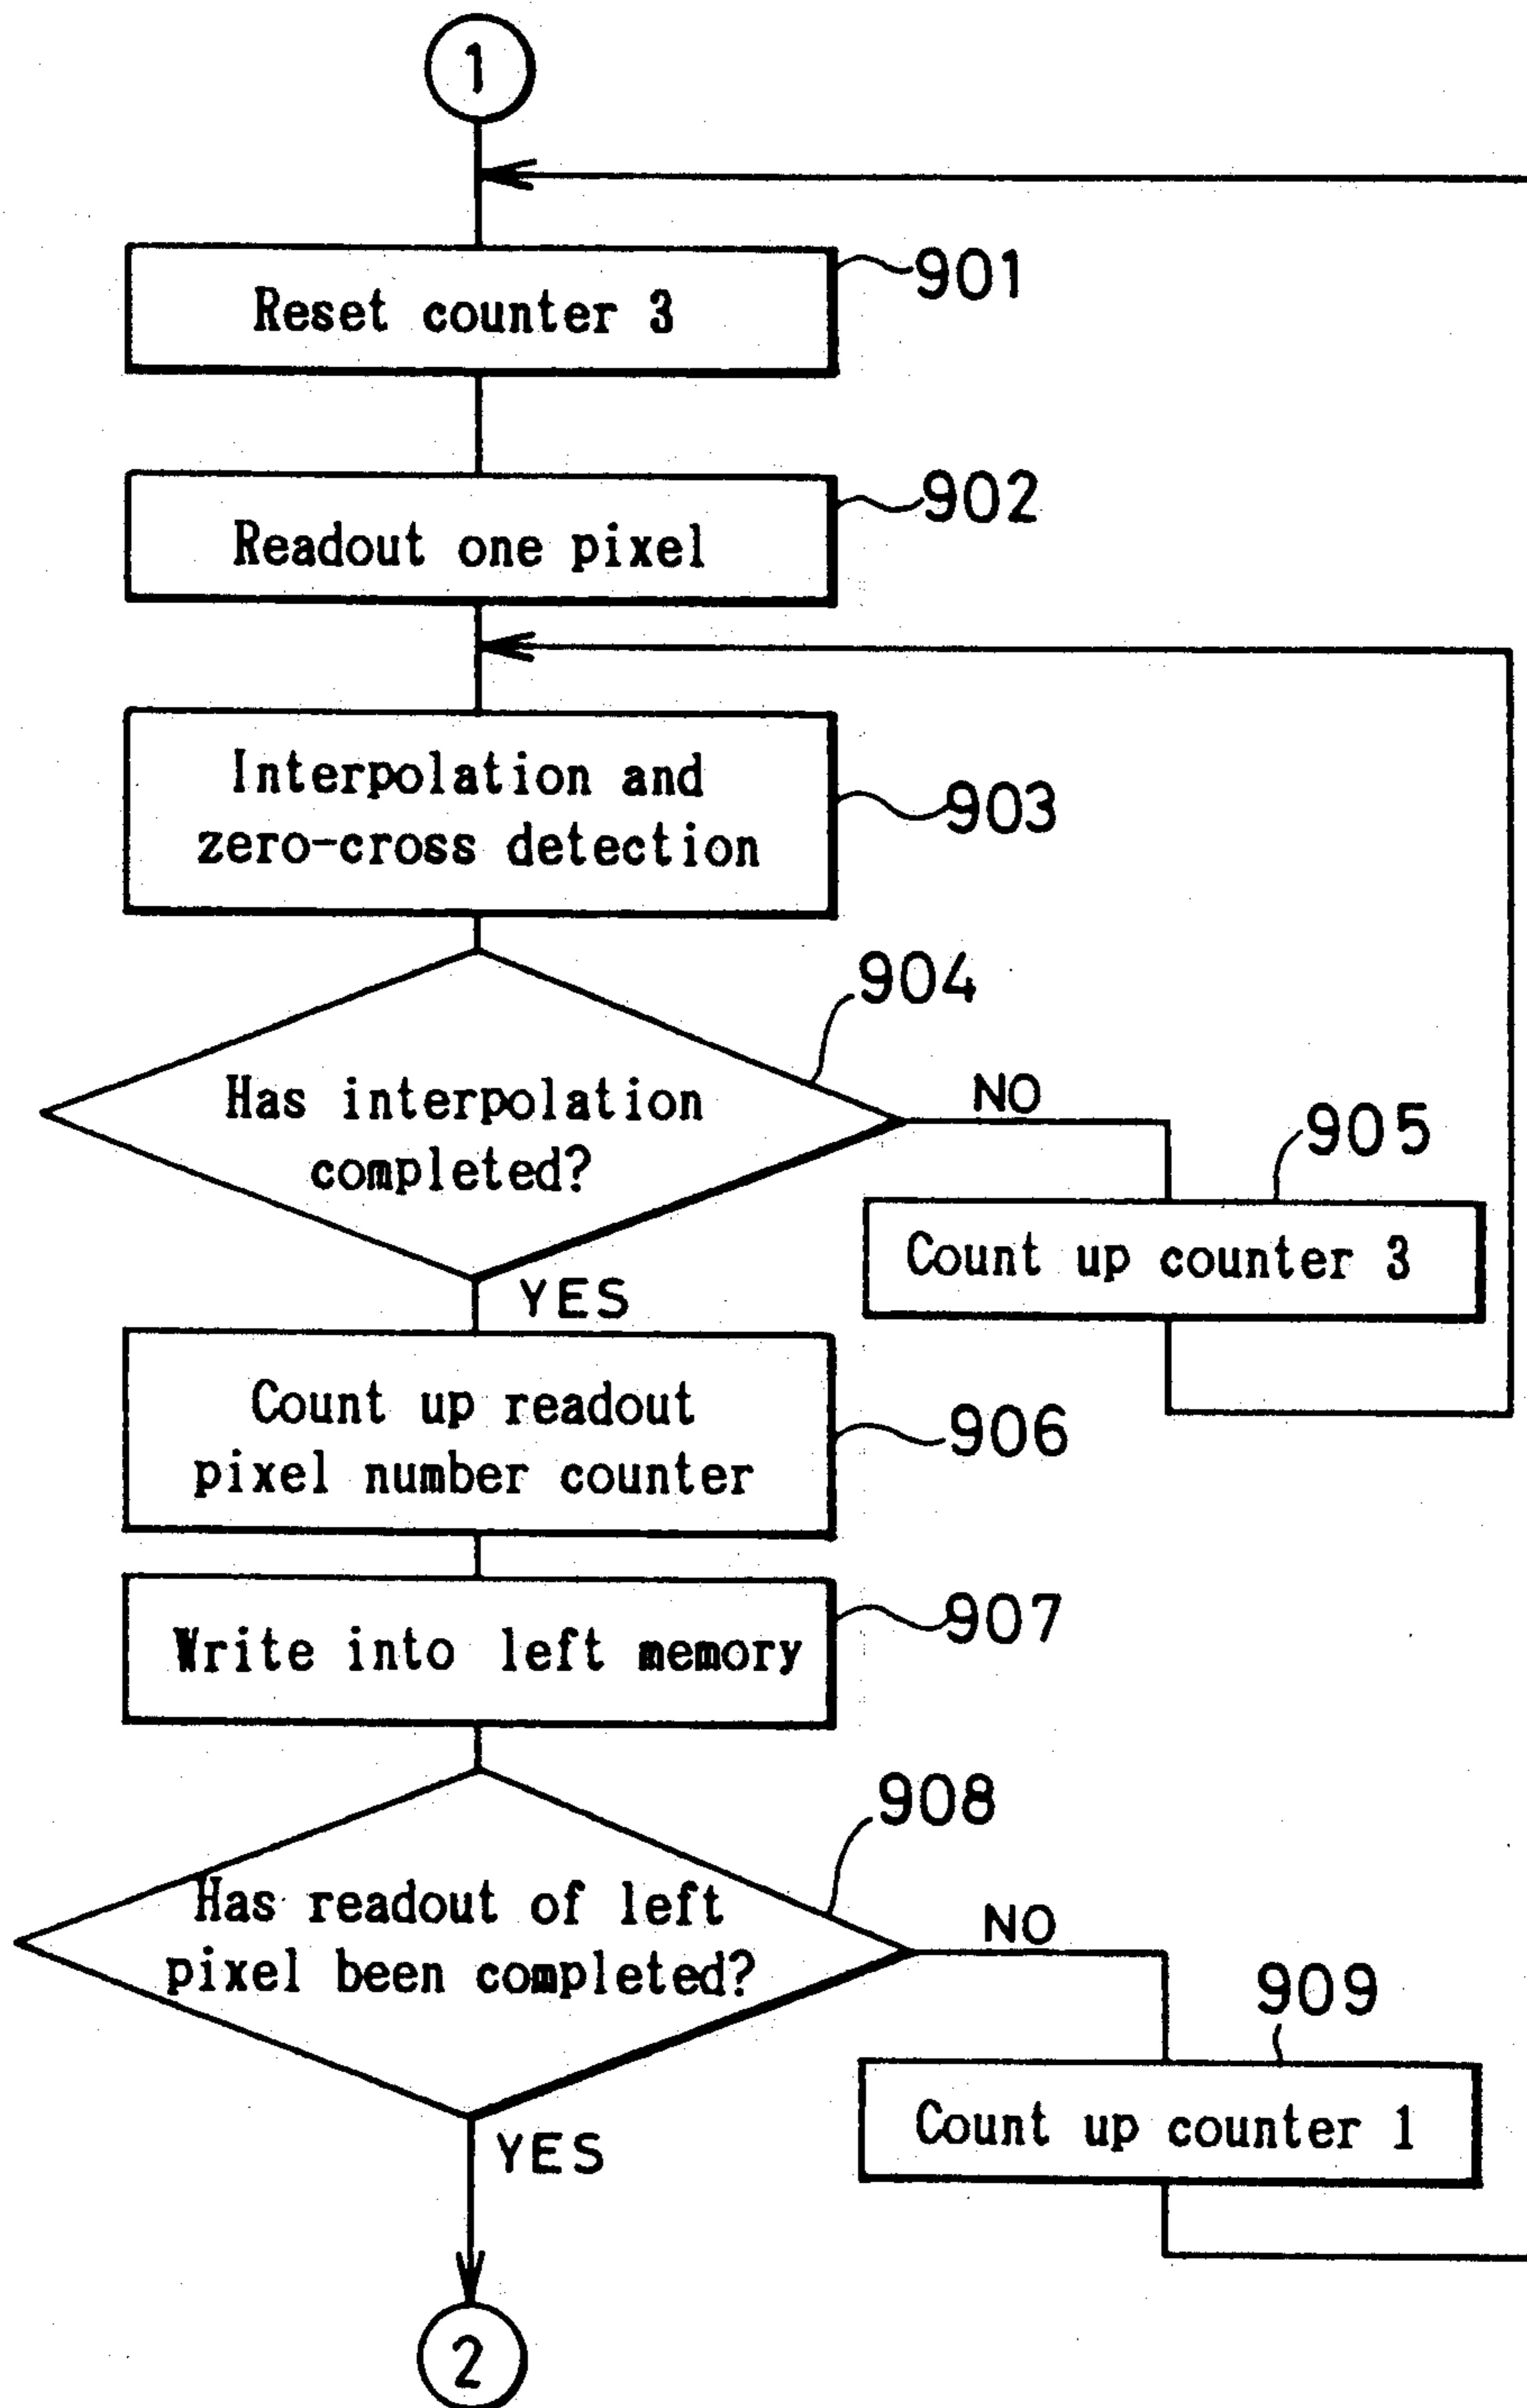 1
Reset counter 3
901
Readout one pixel
902
Interpolation and
zero-cross detection
903
904
Has interpolation
completed?
NO
905
Count up counter 3
YES
Count up readout
pixel number counter
906
Write into left memory
907
908
Has readout of left
pixel been completed?
NO
909
Count up counter 1
YES
2